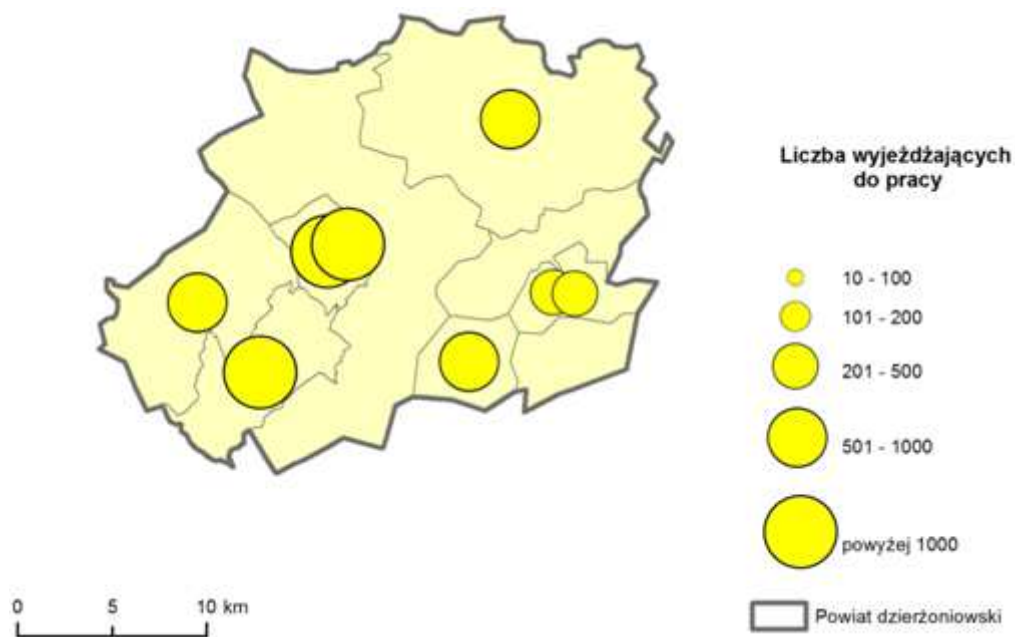 Liczba wyjeżdżających
do pracy
10 - 100
101 - 200
201 - 500
501 - 1000
powyżej 1000
0 5 10 km
Powiat dzierżoniowski